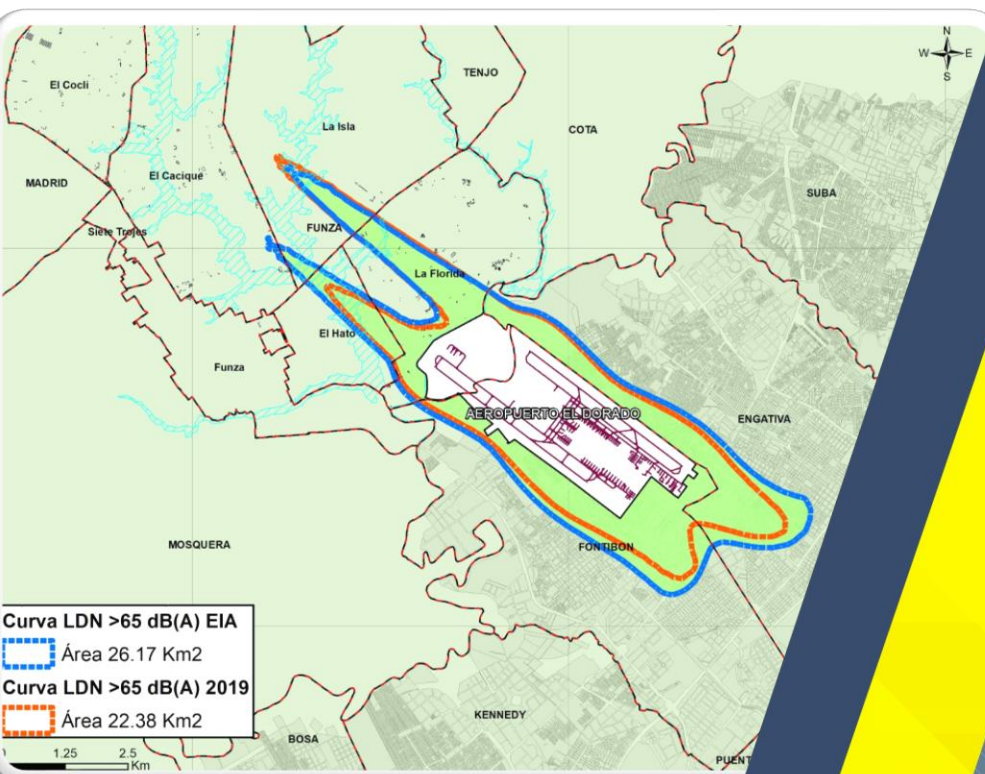 N
W E
S
TENJO
El Cocli
La Isla
COTA
MADRID
El Cacique
SUBA
Siete Trojes
FUNZA
La Florida
El Hato
Funza
AEROPUERTO EL DORADO
ENGATIVA
MOSQUERA
FONTIBON
Curva LDN >65 dB(A) EIA
Área 26.17 Km2
Curva LDN >65 dB(A) 2019
Área 22.38 Km2
KENNEDY
BOSA
1.25 2.5
Km